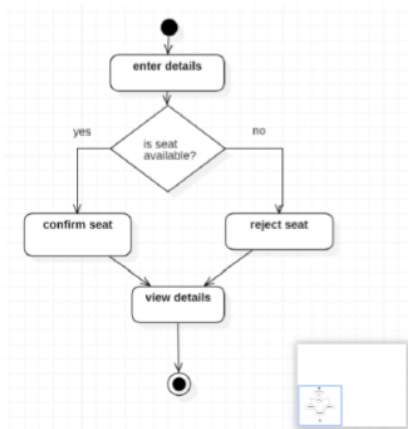 enter details
yes
no
is seat
available?
confirm seat
reject seat
view details